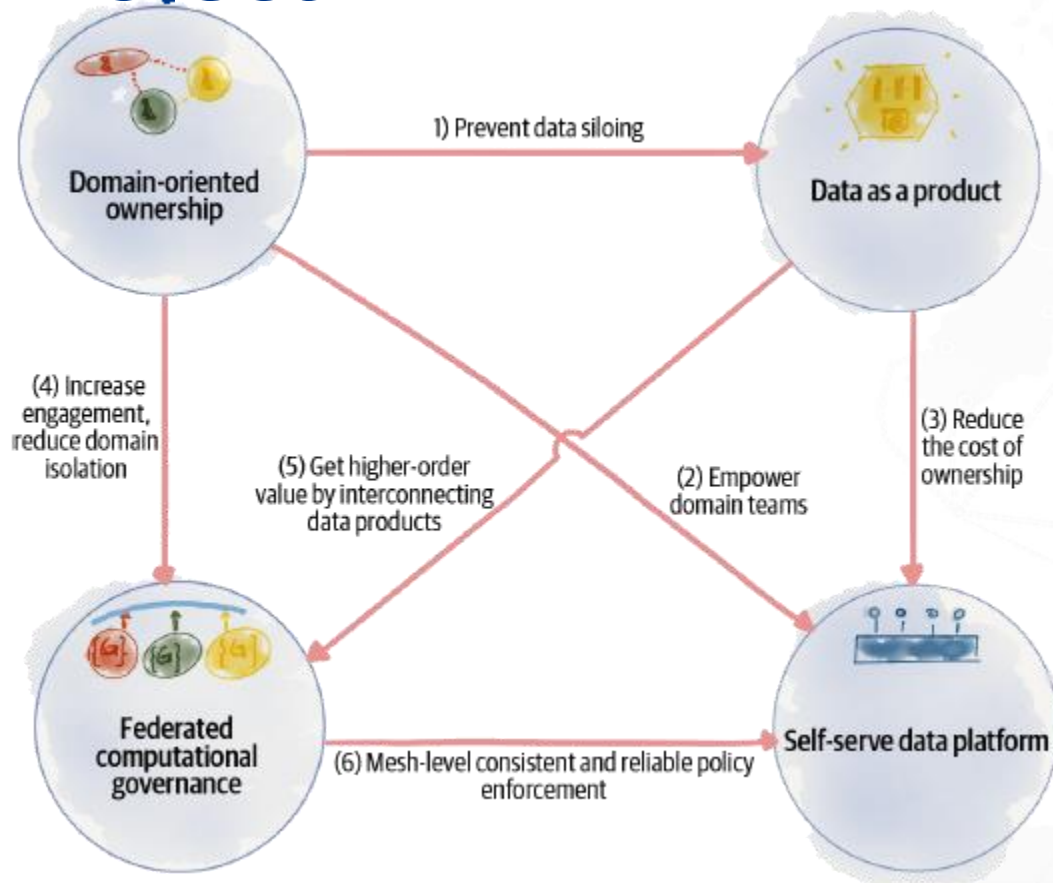 1) Prevent data siloing
Domain-oriented
ownership
Data as a product
(4) Increase
engagement,
reduce domain
isolation
(5) Get higher-order
value by interconnecting
data products
(2) Empower
domain teams
(3) Reduce
the cost of
ownership
{G} {G} {G}
Federated
computational
governance
Self-serve data platform
(6) Mesh-level consistent and reliable policy
enforcement